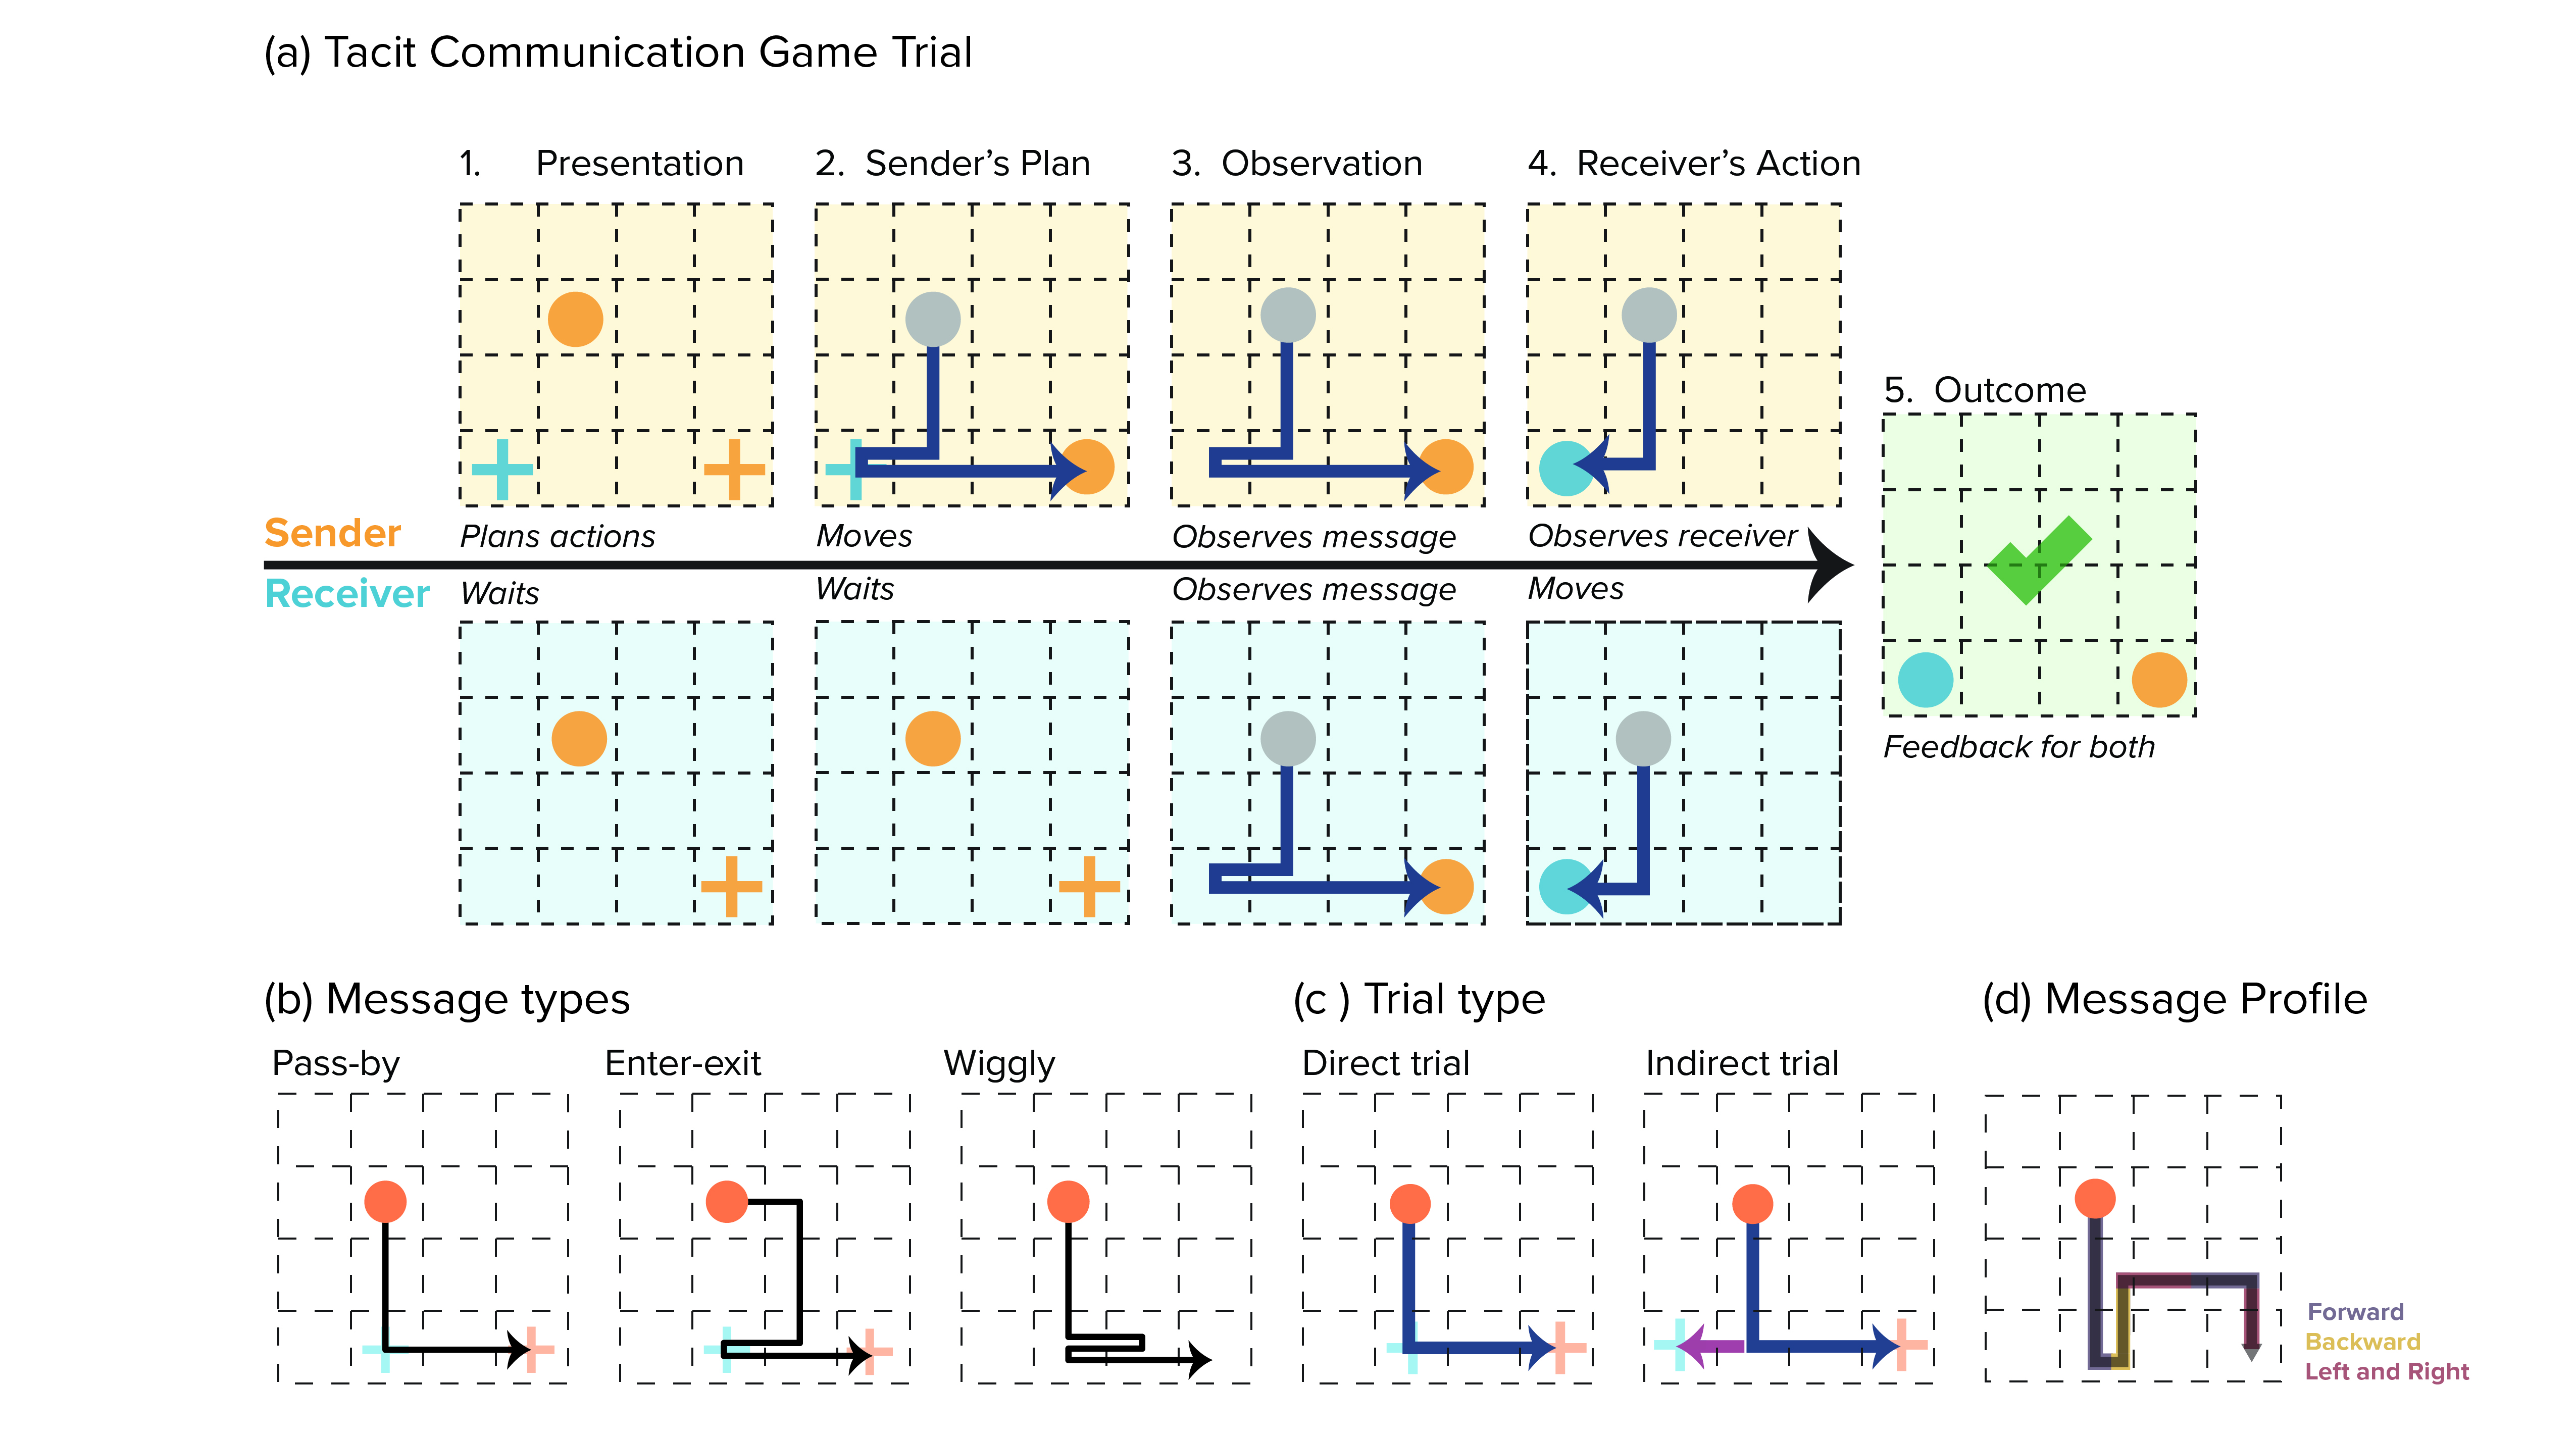 (a) Tacit Communication Game Trial
1. Presentation
2. Sender's Plan
3. Observation
4. Receiver's Action
5. Outcome
Sender
Plans actions
Moves
Observes message
Observes receiver
Receiver
Waits
Waits
Observes message
Moves
Feedback for both
(b) Message types
(c ) Trial type
(d) Message Profile
Pass-by
Enter-exit
Wiggly
Direct trial
Indirect trial
Forward
Backward
Left and Right